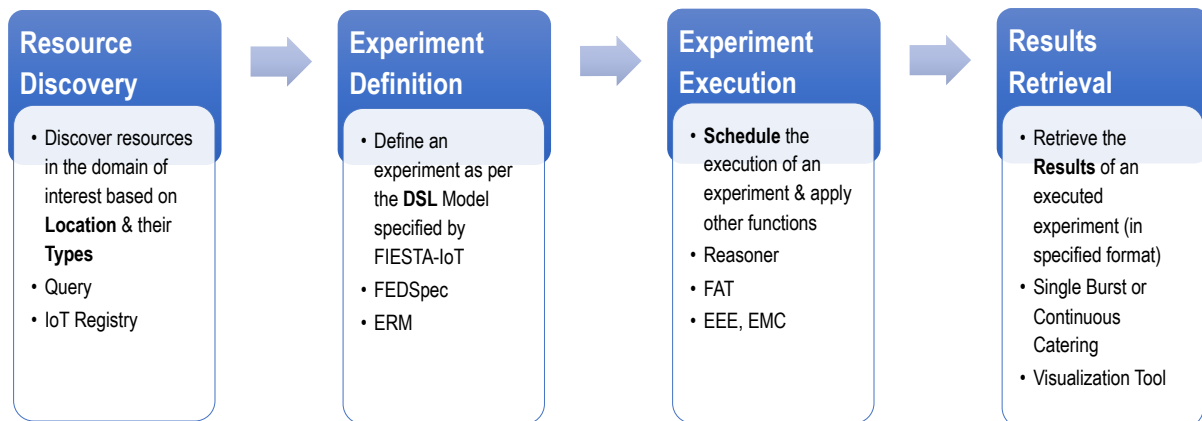 Resource
Discovery
• Discover resources
in the domain of
interest based on
Location & their
Types
• Query
• IoT Registry
Experiment
Definition
• Define an
experiment as per
the DSL Model
specified by
FIESTA-IoT
• FEDSpec
• ERM
Experiment
Execution
• Schedule the
execution of an
experiment & apply
other functions
• Reasoner
• FAT
• EEE, EMC
Results
Retrieval
• Retrieve the
Results of an
executed
experiment (in
specified format)
• Single Burst or
Continuous
Catering
• Visualization Tool